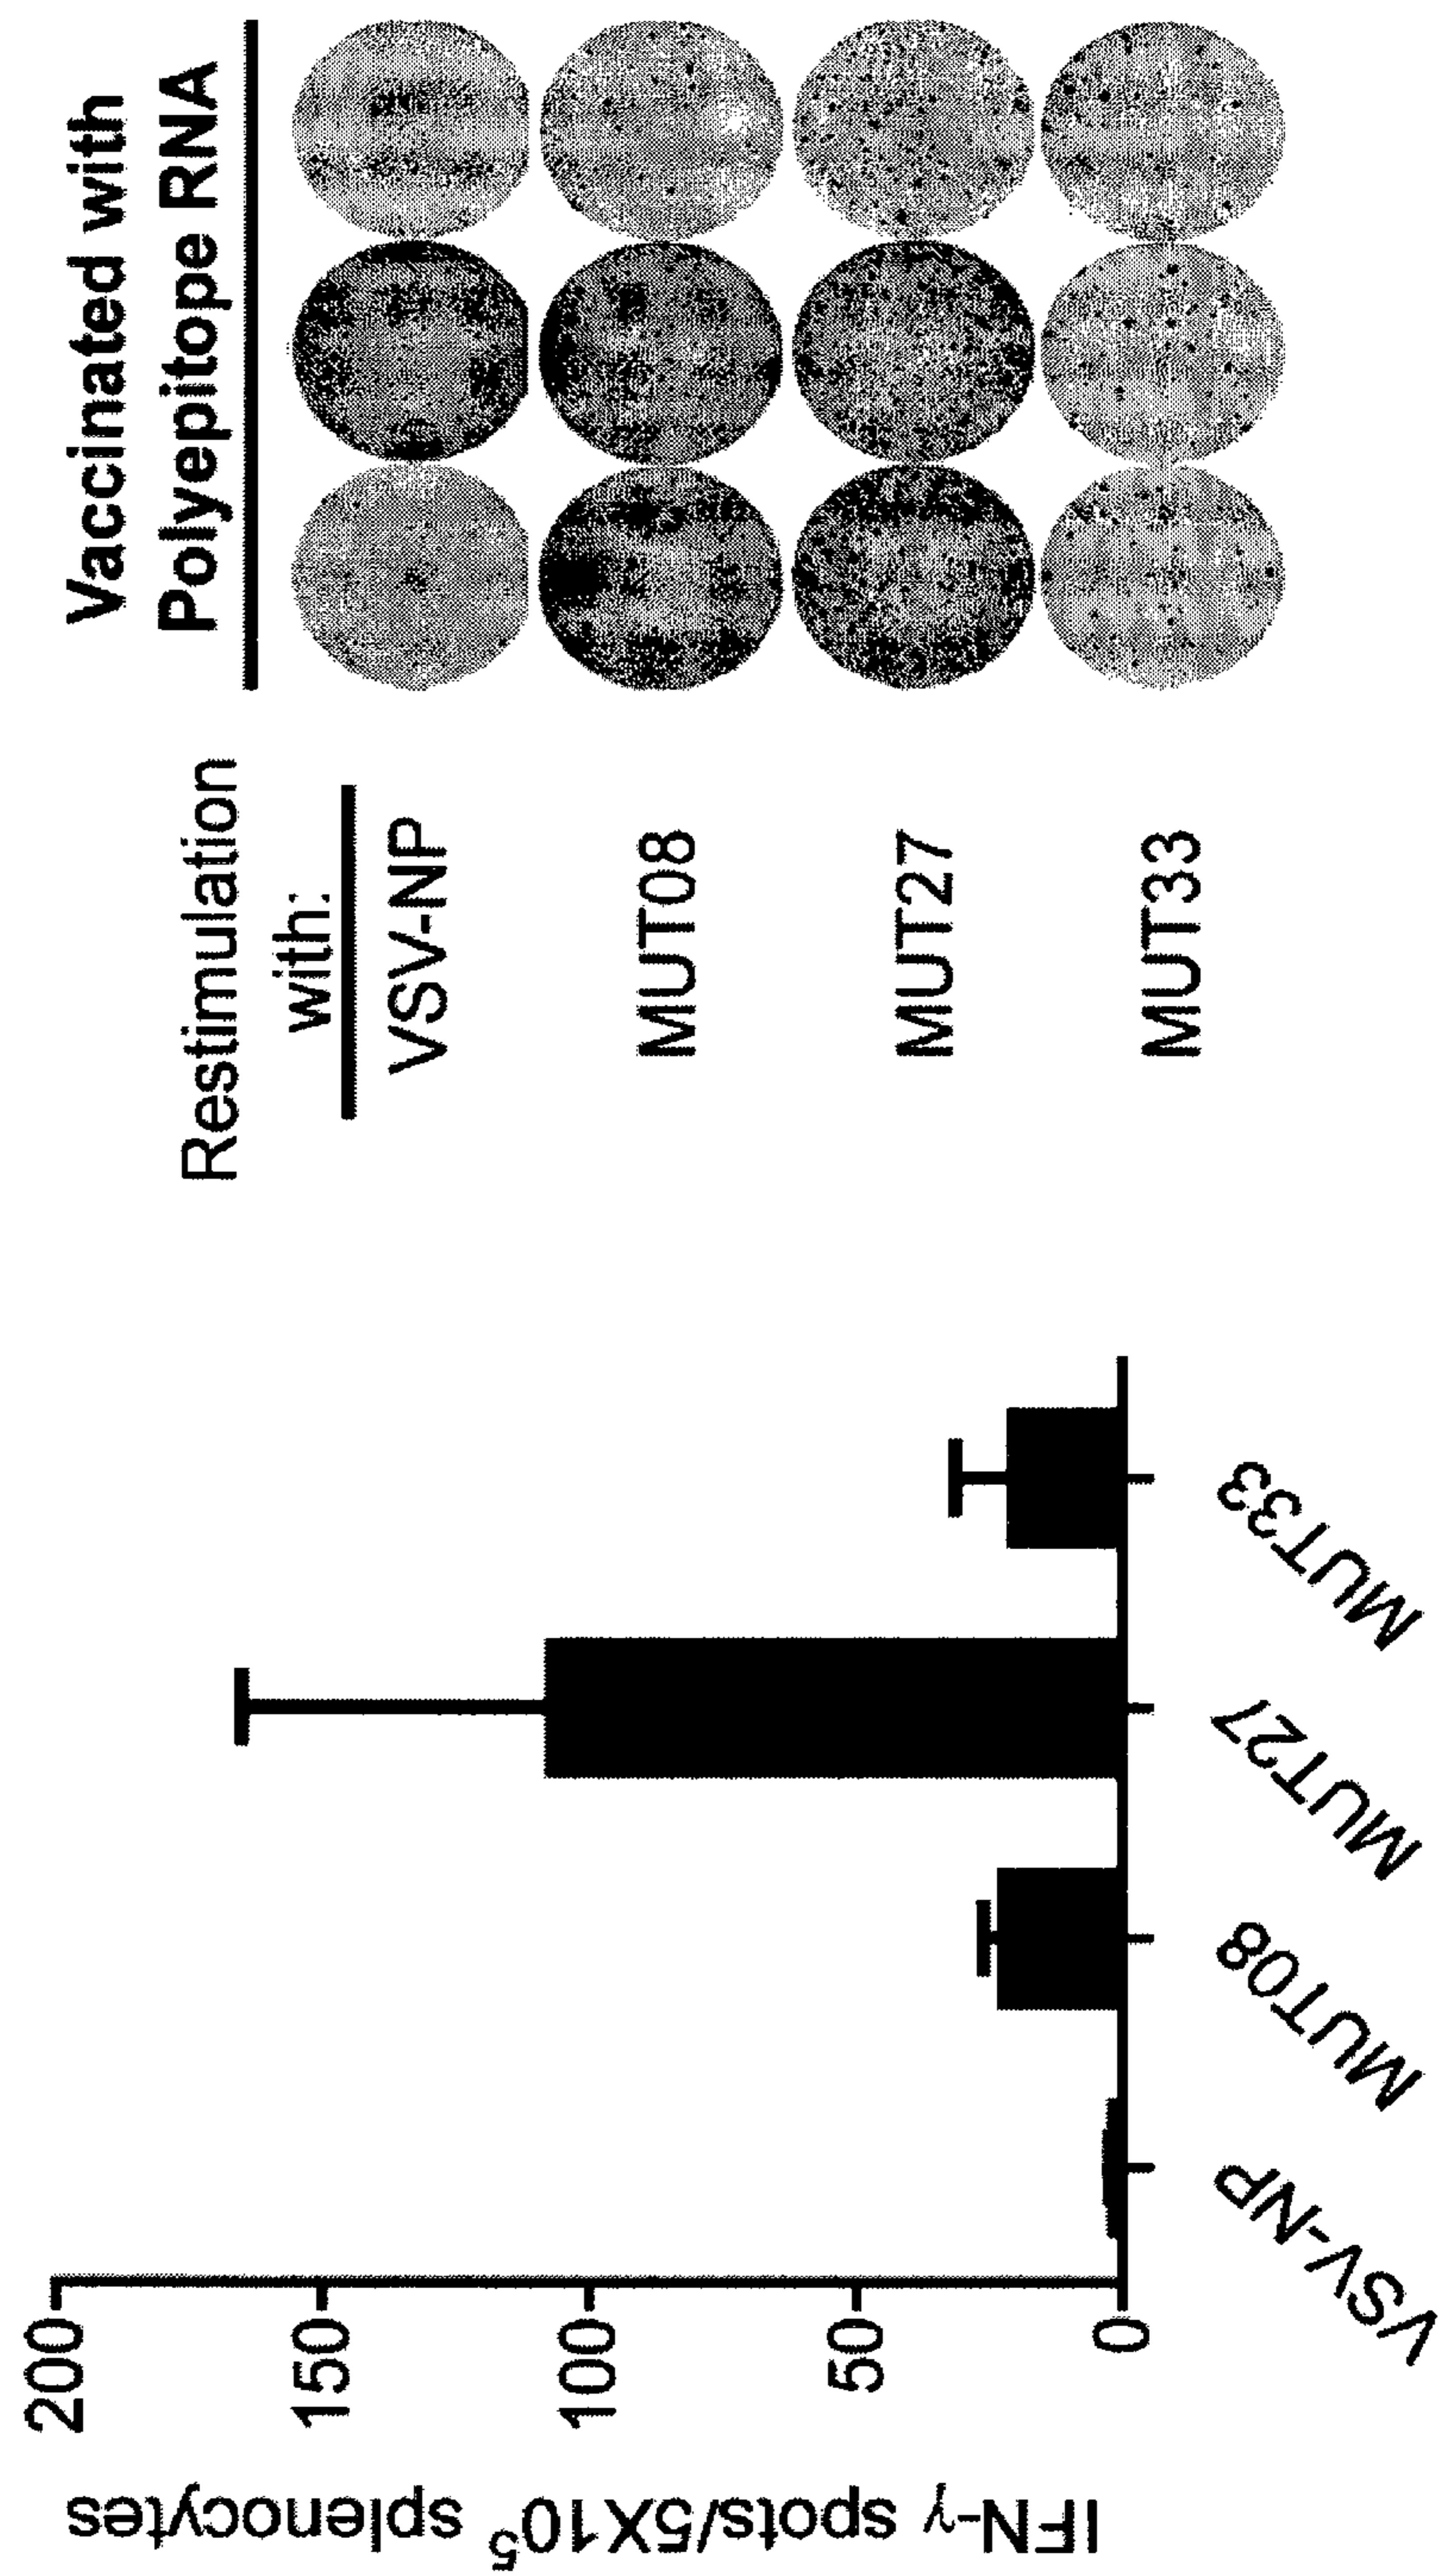 IFN-γ spots/5X10⁵ splenocytes
200
150
100
50
0
VSV-NP
MUT08
MUT27
MUT33
Vaccinated with
Polyepitope RNA
Restimulation
with:
VSV-NP
MUT08
MUT27
MUT33